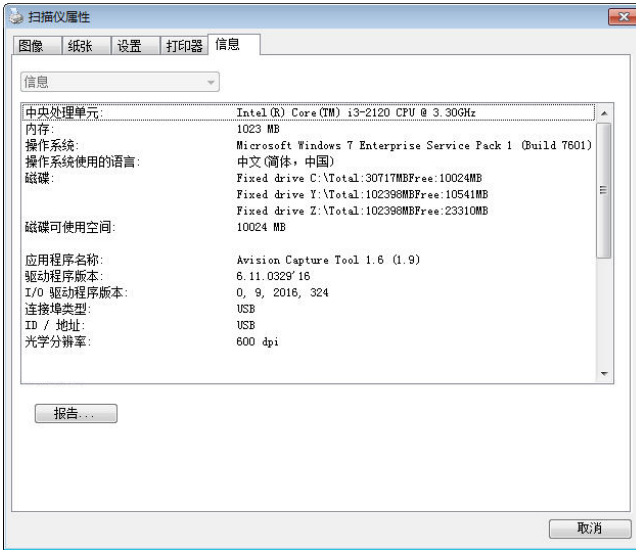 扫描仪属性
图像 纸张 设置 打印器 信息
信息
中央处理单元: Intel(R) Core(TM) i3-2120 CPU @ 3.30GHz
内存: 1023 MB
操作系统: Microsoft Windows 7 Enterprise Service Pack 1 (Build 7601)
操作系统使用的语言: 中文(简体，中国)
磁碟: Fixed drive C:\Total:30717MBFree:10024MB
Fixed drive Y:\Total:102398MBFree:10541MB
Fixed drive Z:\Total:102398MBFree:23310MB
磁碟可使用空间: 10024 MB
应用程序名称: Avision Capture Tool 1.6 (1.9)
驱动程序版本: 6.11.0329'16
I/O 驱动程序版本: 0, 9, 2016, 324
连接埠类型: USB
ID / 地址: USB
光学分辨率: 600 dpi
报告...
取消